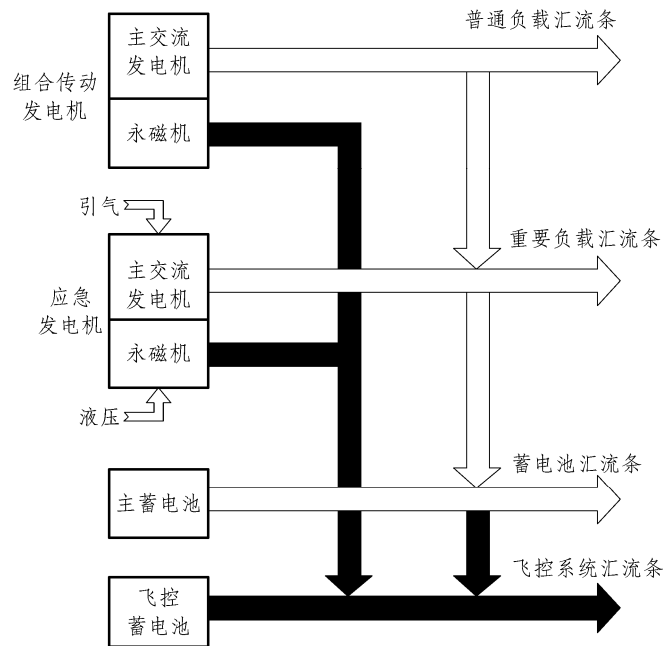 普通负载汇流条
主交流
发电机
组合传动
发电机
永磁机
引气
重要负载汇流条
主交流
发电机
应急
发电机
永磁机
液压
蓄电池汇流条
主蓄电池
飞控系统汇流条
飞控
蓄电池